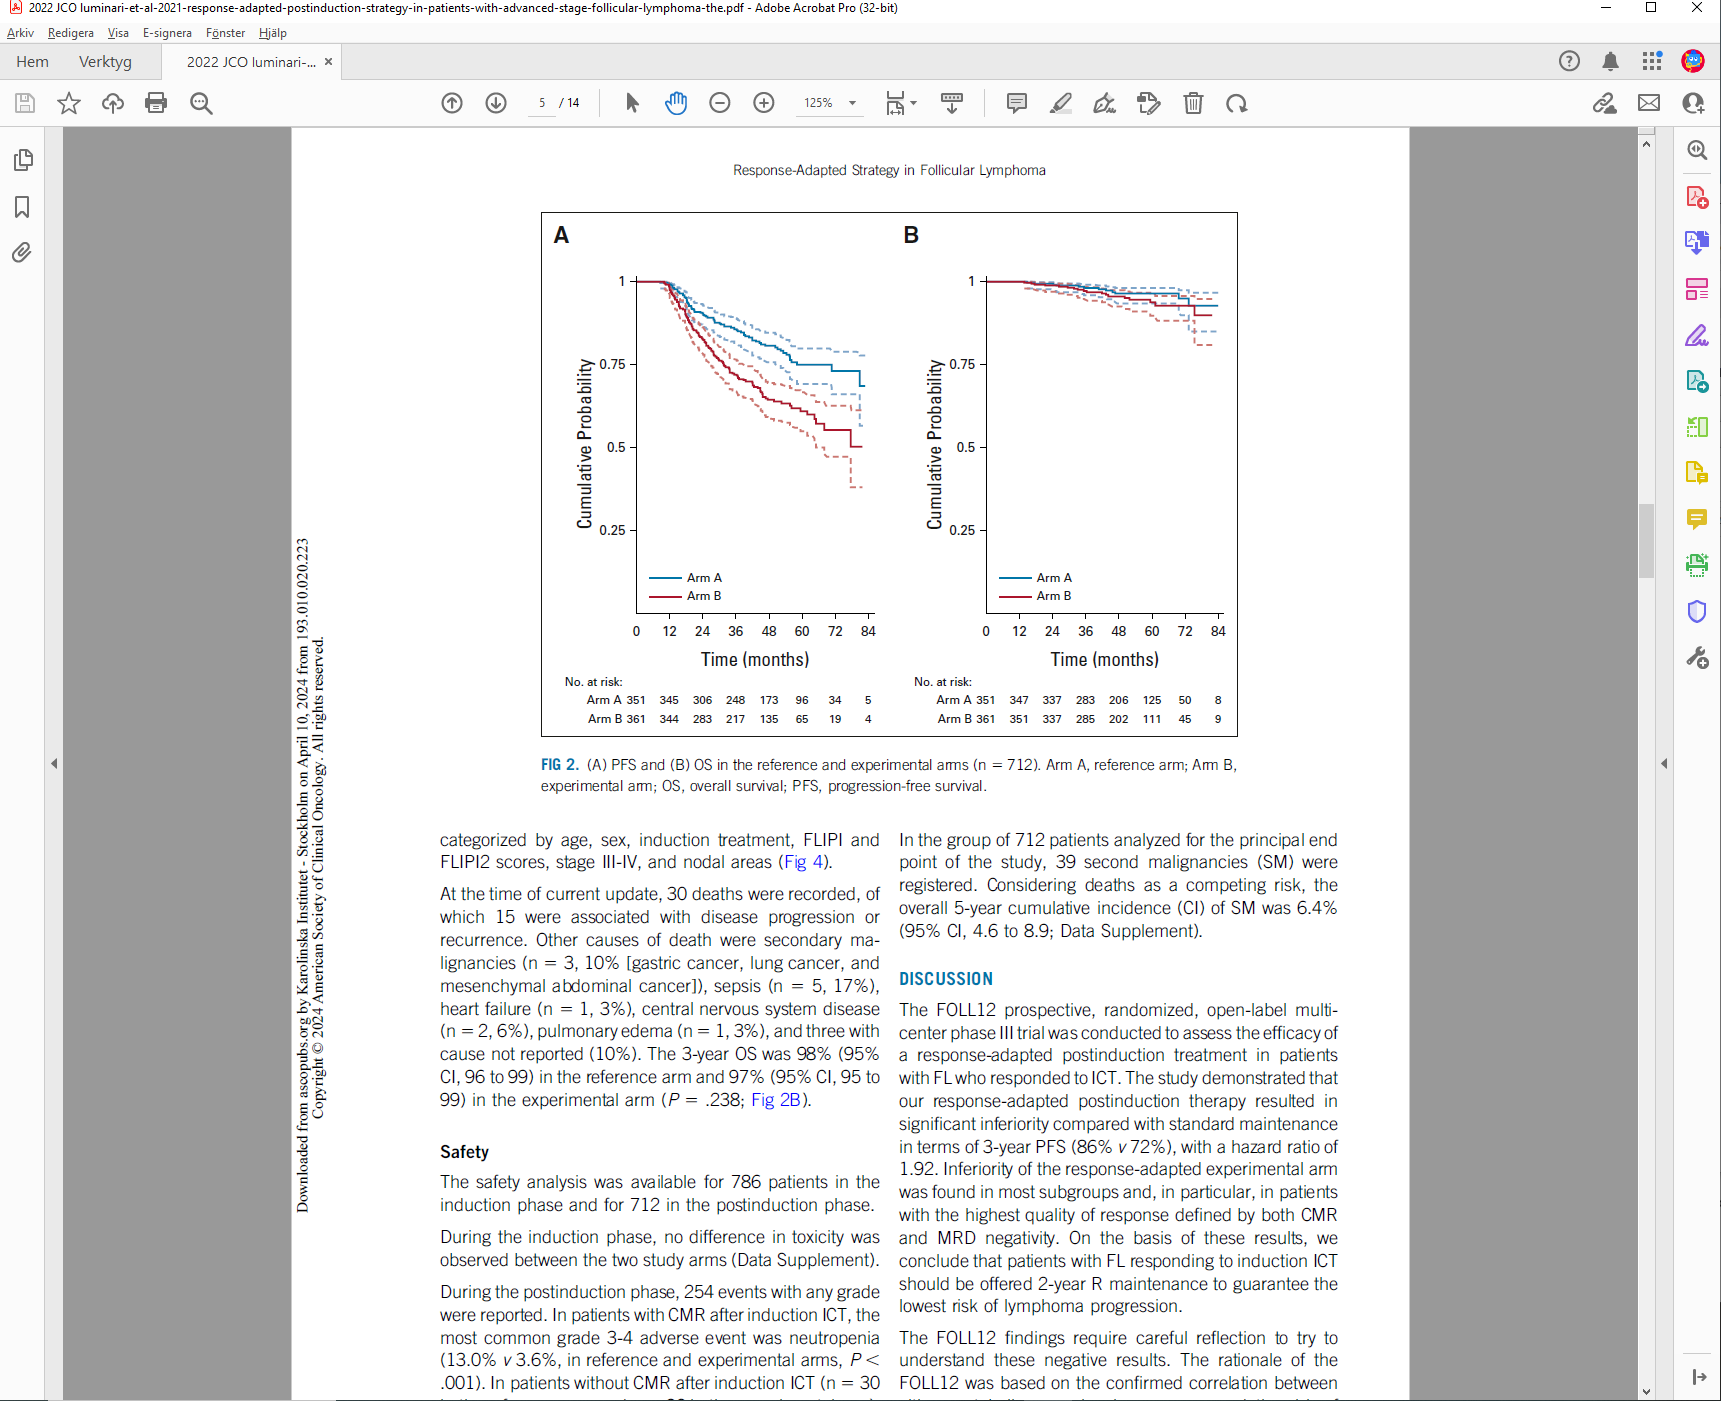 2022 JCO luminari-et-al-2021-response-adapted-postinduction-strategy-in-patients-with-advanced-stage-follicular-lymphoma-the.pdf - Adobe Acrobat Pro (32-bit)
Arkiv Redigera Visa E-signera Fönster Hjälp
Hem Verktyg 2022 JCO luminari-... ×
5 / 14 125%
Response-Adapted Strategy in Follicular Lymphoma
A
1
0.75
0.5
0.25
Cumulative Probability
Arm A
Arm B
0 12 24 36 48 60 72 84
Time (months)
No. at risk:
Arm A 351 345 306 248 173 96 34 5
Arm B 361 344 283 217 135 65 19 4
B
1
0.75
0.5
0.25
Cumulative Probability
Arm A
Arm B
0 12 24 36 48 60 72 84
Time (months)
No. at risk:
Arm A 351 347 337 283 206 125 50 8
Arm B 361 351 337 285 202 111 45 9
FIG 2. (A) PFS and (B) OS in the reference and experimental arms (n = 712). Arm A, reference arm; Arm B,
experimental arm; OS, overall survival; PFS, progression-free survival.
categorized by age, sex, induction treatment, FLIPI and
FLIPI2 scores, stage III-IV, and nodal areas (Fig 4).
At the time of current update, 30 deaths were recorded, of
which 15 were associated with disease progression or
recurrence. Other causes of death were secondary ma-
lignancies (n = 3, 10% [gastric cancer, lung cancer, and
mesenchymal abdominal cancer]), sepsis (n = 5, 17%),
heart failure (n = 1, 3%), central nervous system disease
(n = 2, 6%), pulmonary edema (n = 1, 3%), and three with
cause not reported (10%). The 3-year OS was 98% (95%
CI, 96 to 99) in the reference arm and 97% (95% CI, 95 to
99) in the experimental arm (P = .238; Fig 2B).
Safety
The safety analysis was available for 786 patients in the
induction phase and for 712 in the postinduction phase.
During the induction phase, no difference in toxicity was
observed between the two study arms (Data Supplement).
During the postinduction phase, 254 events with any grade
were reported. In patients with CMR after induction ICT, the
most common grade 3-4 adverse event was neutropenia
(13.0% v 3.6%, in reference and experimental arms, P <
.001). In patients without CMR after induction ICT (n = 30
In the group of 712 patients analyzed for the principal end
point of the study, 39 second malignancies (SM) were
registered. Considering deaths as a competing risk, the
overall 5-year cumulative incidence (CI) of SM was 6.4%
(95% CI, 4.6 to 8.9; Data Supplement).
DISCUSSION
The FOLL12 prospective, randomized, open-label multi-
center phase III trial was conducted to assess the efficacy of
a response-adapted postinduction treatment in patients
with FL who responded to ICT. The study demonstrated that
our response-adapted postinduction therapy resulted in
significant inferiority compared with standard maintenance
in terms of 3-year PFS (86% v 72%), with a hazard ratio of
1.92. Inferiority of the response-adapted experimental arm
was found in most subgroups and, in particular, in patients
with the highest quality of response defined by both CMR
and MRD negativity. On the basis of these results, we
conclude that patients with FL responding to induction ICT
should be offered 2-year R maintenance to guarantee the
lowest risk of lymphoma progression.
The FOLL12 findings require careful reflection to try to
understand these negative results. The rationale of the
FOLL12 was based on the confirmed correlation between
Downloaded from ascopubs.org by Karolinska Institutet - Stockholm on April 10, 2024 from 193.010.020.223
Copyright © 2024 American Society of Clinical Oncology. All rights reserved.